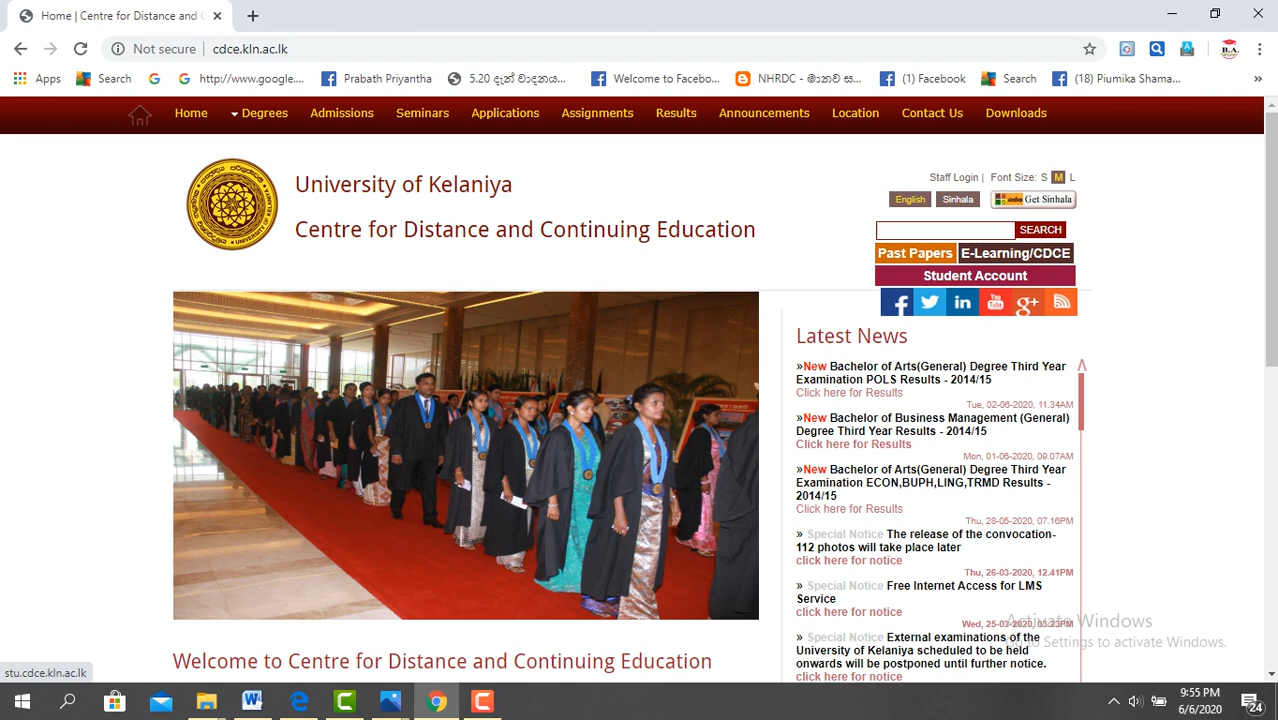 Home | Centre for Distance and C
Not secure
cdce.kln.ac.lk
Apps
Search
http://www.google....
Prabath Priyantha
5.20 දැන් වාදනය...
Welcome to Facebo...
NHRDC - මානව ස...
(1) Facebook
Search
(18) Piumika Shama...
»
Home
Degrees
Admissions
Seminars
Applications
Assignments
Results
Announcements
Location
Contact Us
Downloads
University of Kelaniya
Centre for Distance and Continuing Education
Staff Login | Font Size: S M L
English
Sinhala
Get Sinhala
SEARCH
Past Papers
E-Learning/CDCE
Student Account
Latest News
»New Bachelor of Arts(General) Degree Third Year
Examination POLS Results - 2014/15
Click here for Results
Tue, 02-06-2020, 11.34AM
»New Bachelor of Business Management (General)
Degree Third Year Results - 2014/15
Click here for Results
Mon, 01-06-2020, 09.07AM
»New Bachelor of Arts(General) Degree Third Year
Examination ECON,BUPH,LING,TRMD Results -
2014/15
Click here for Results
Thu, 28-05-2020, 07.16PM
» Special Notice The release of the convocation-
112 photos will take place later
click here for notice
Thu, 26-03-2020, 12.41PM
» Special Notice Free Internet Access for LMS
Service
click here for notice
Wed, 25-03-2020, 03:23PM
» Special Notice External examinations of the
University of Kelaniya scheduled to be held
onwards will be postponed until further notice.
click here for notice
Activate Windows
Go to Settings to activate Windows.
Welcome to Centre for Distance and Continuing Education
stu.cdce.kln.ac.lk
9:55 PM
6/6/2020
24